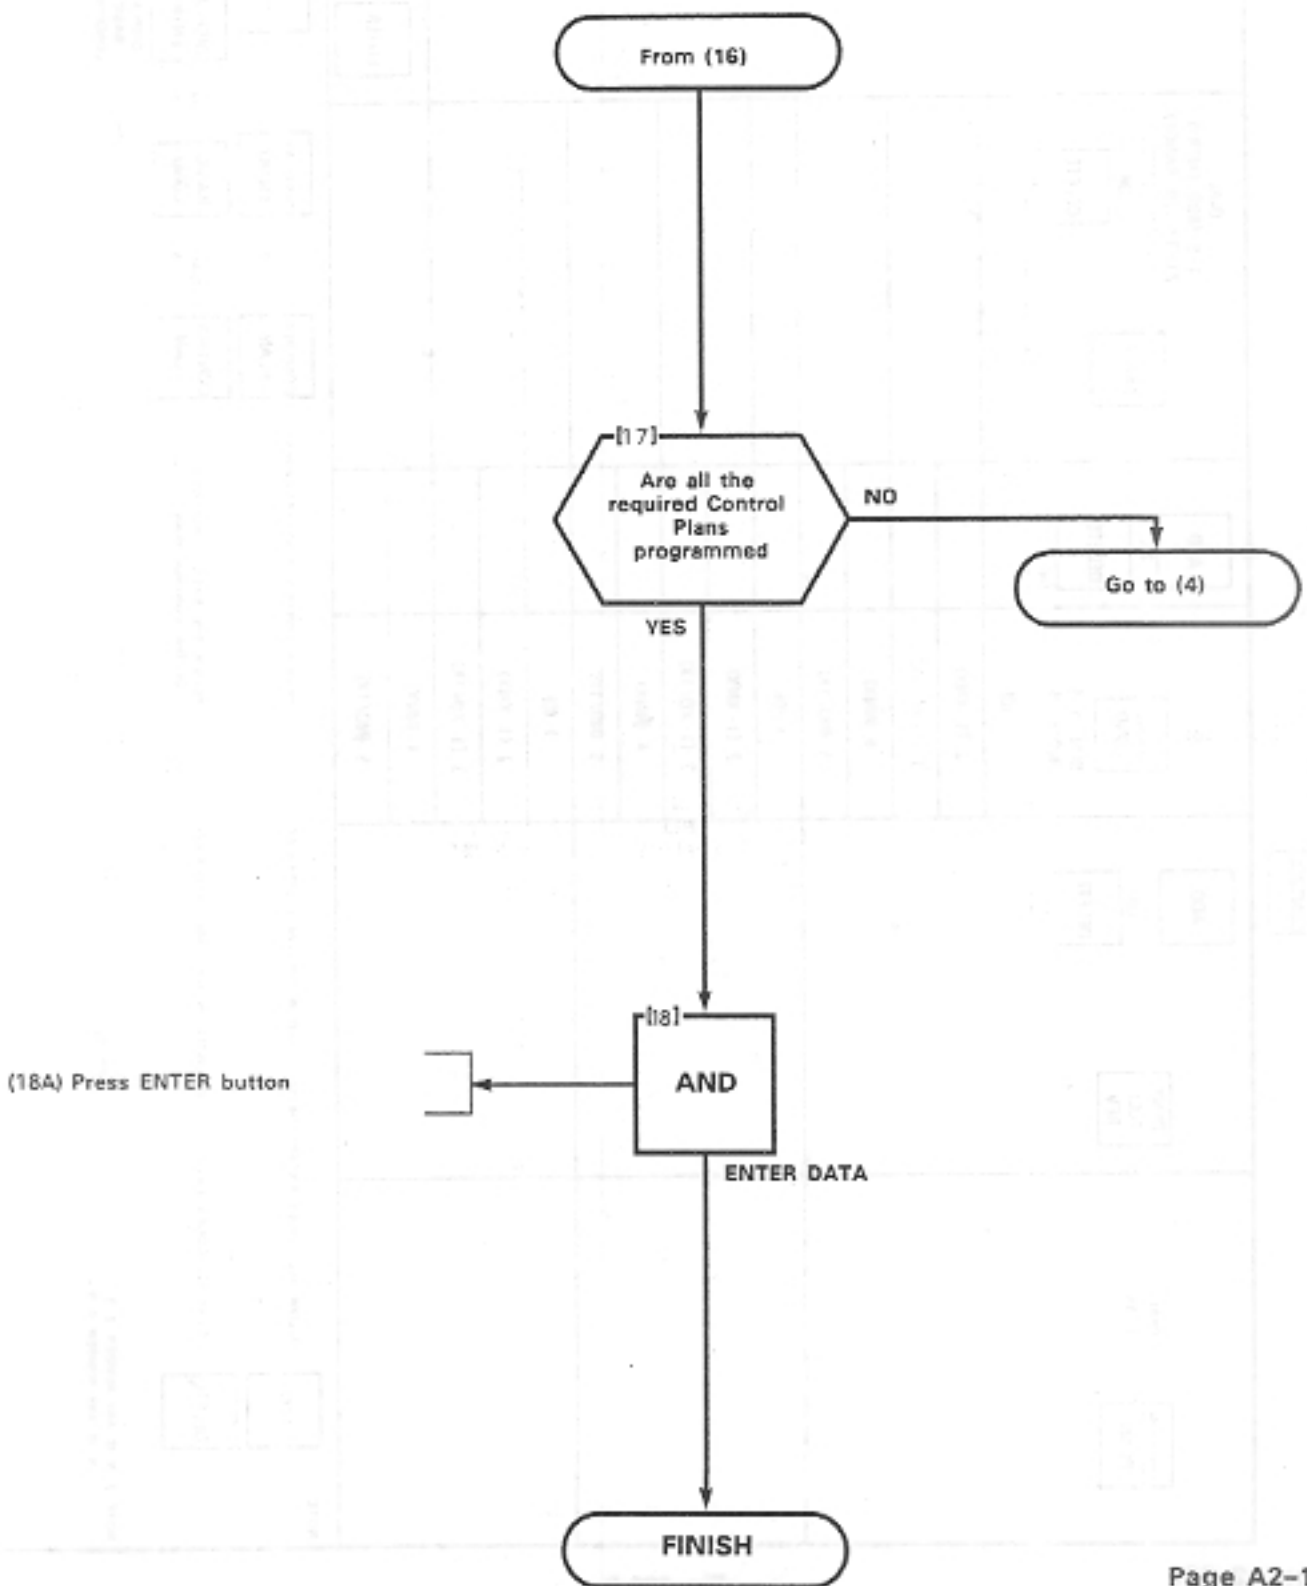 From (16)
[17]
Are all the
required Control
Plans
programmed
NO
Go to (4)
YES
[18]
AND
(18A) Press ENTER button
ENTER DATA
FINISH
Page A2-1